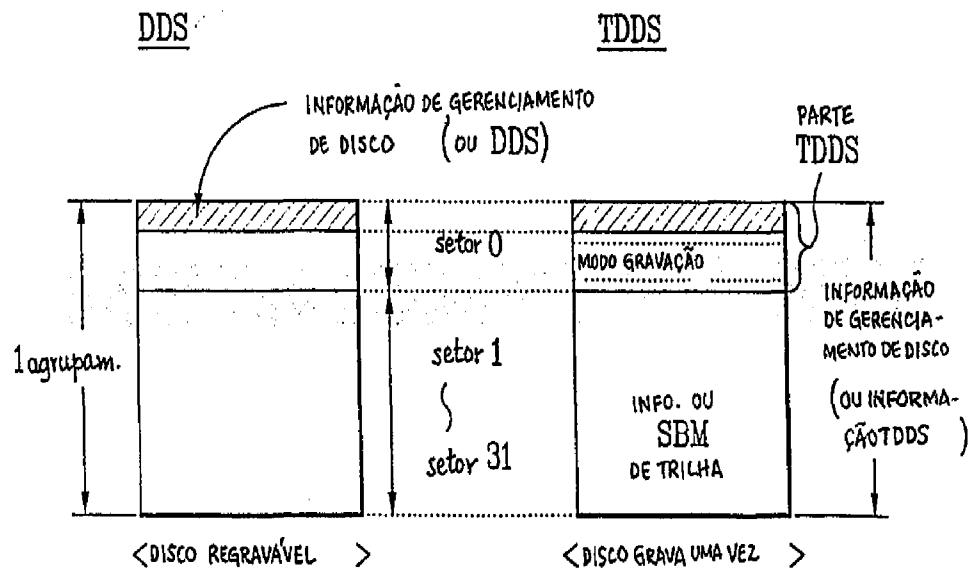 DDS
TDDS
INFORMAÇÃO DE GERENCIAMENTO
DE DISCO (OU DDS)
PARTE
TDDS
setor 0
MODO GRAVAÇÃO
1 agrupam.
setor 1
setor 31
INFO. OU
SBM
DE TRILHA
INFORMAÇÃO
DE GERENCIA-
MENTO DE DISCO
(OU INFORMA-
ÇÃO TDDS)
<DISCO REGRAVÁVEL>
<DISCO GRAVA UMA VEZ>